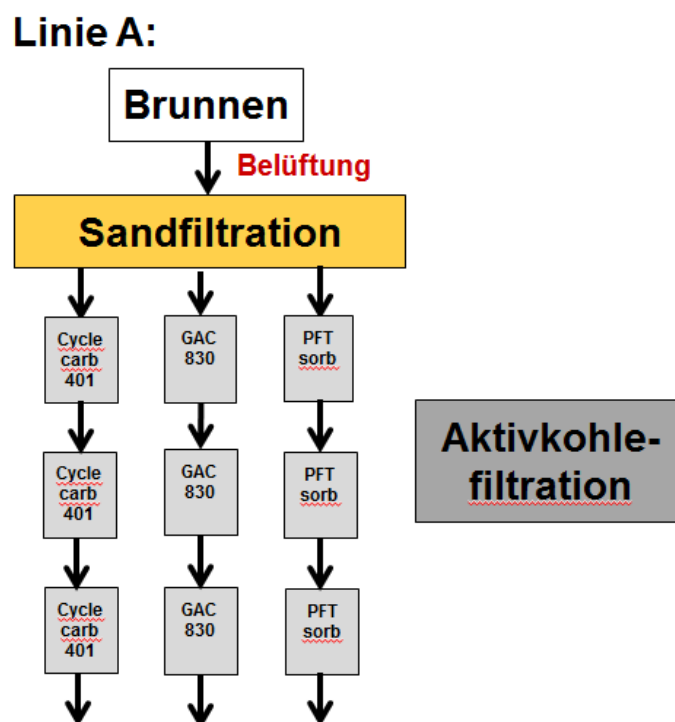 Linie A:
Brunnen
Belüftung
Sandfiltration
Cycle
carb
401
GAC
830
PFT
sorb
Aktivkohle-
filtration
Cycle
carb
401
GAC
830
PFT
sorb
Cycle
carb
401
GAC
830
PFT
sorb